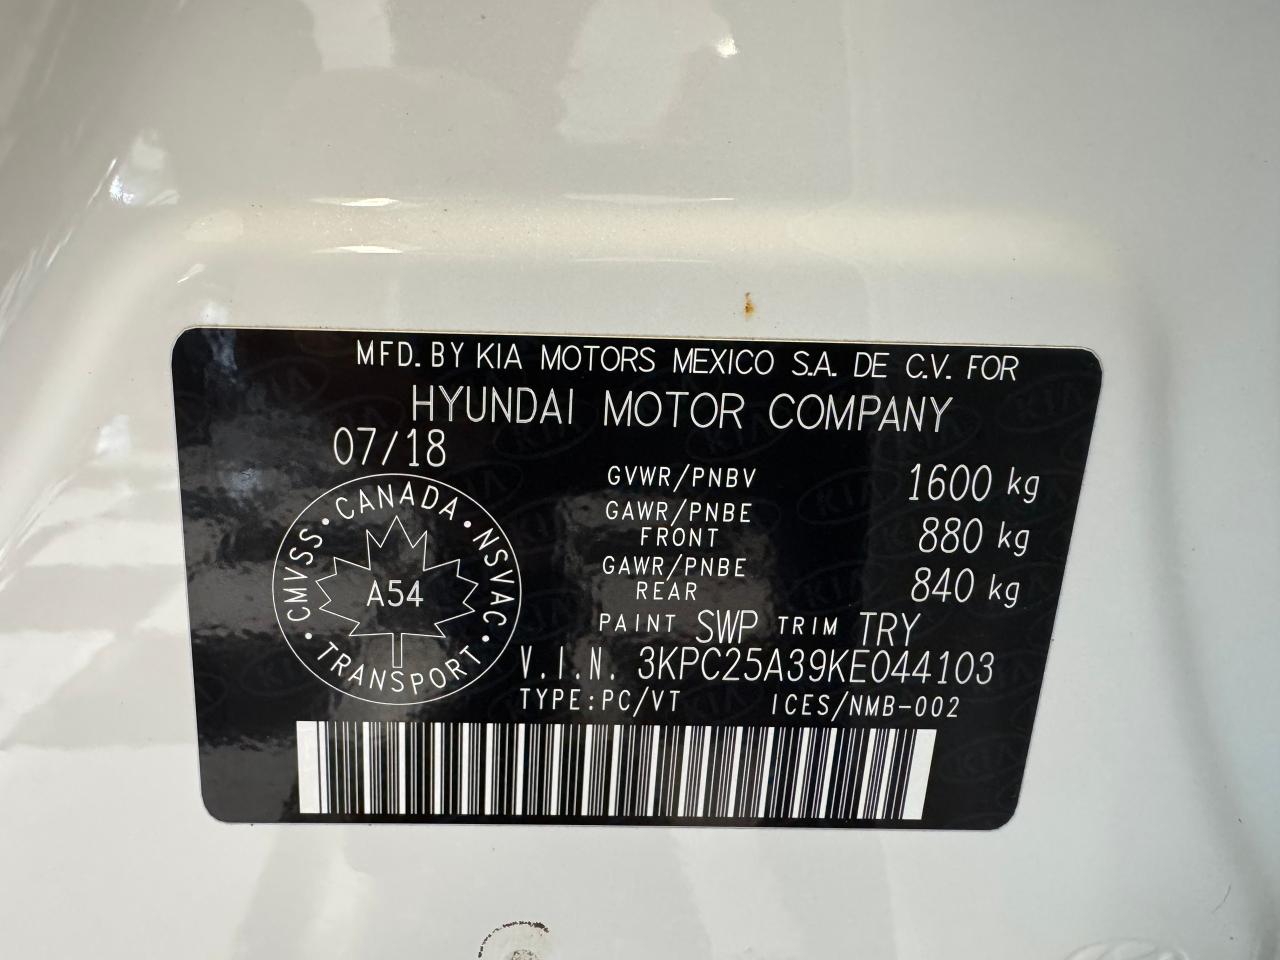 MFD. BY KIA MOTORS MEXICO S.A. DE C.V. FOR
HYUNDAI MOTOR COMPANY
07/18
GVWR/PNBV 1600 kg
GAWR/PNBE FRONT 880 kg
GAWR/PNBE REAR 840 kg
PAINT SWP TRIM TRY
V.I.N. 3KPC25A39KE044103
TYPE:PC/VT ICES/NMB-002
CANADA · NSVAC · TRANSPORT · CMVSS ·
A54